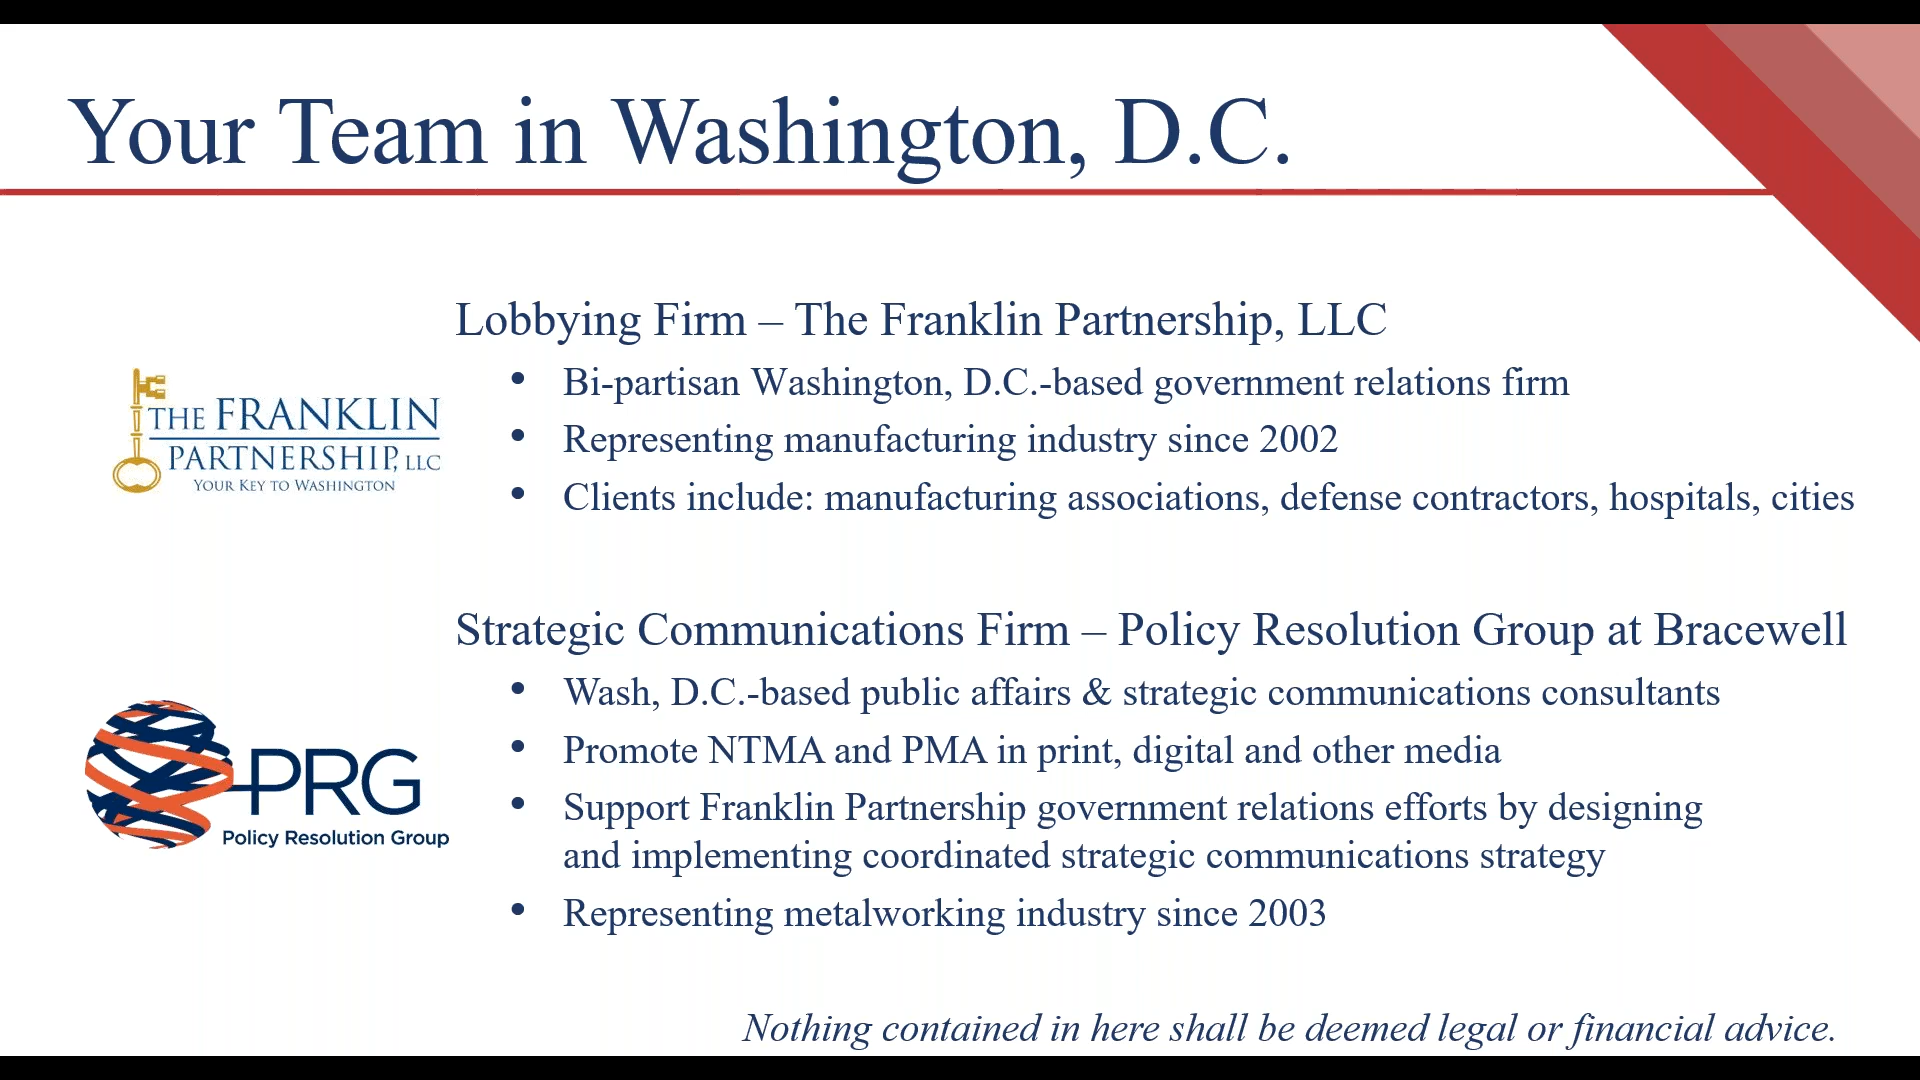 Your Team in Washington, D.C.
Lobbying Firm – The Franklin Partnership, LLC
• Bi-partisan Washington, D.C.-based government relations firm
• Representing manufacturing industry since 2002
• Clients include: manufacturing associations, defense contractors, hospitals, cities
THE FRANKLIN
PARTNERSHIP, LLC
YOUR KEY TO WASHINGTON
Strategic Communications Firm – Policy Resolution Group at Bracewell
• Wash, D.C.-based public affairs & strategic communications consultants
• Promote NTMA and PMA in print, digital and other media
• Support Franklin Partnership government relations efforts by designing
and implementing coordinated strategic communications strategy
• Representing metalworking industry since 2003
PRG
Policy Resolution Group
Nothing contained in here shall be deemed legal or financial advice.